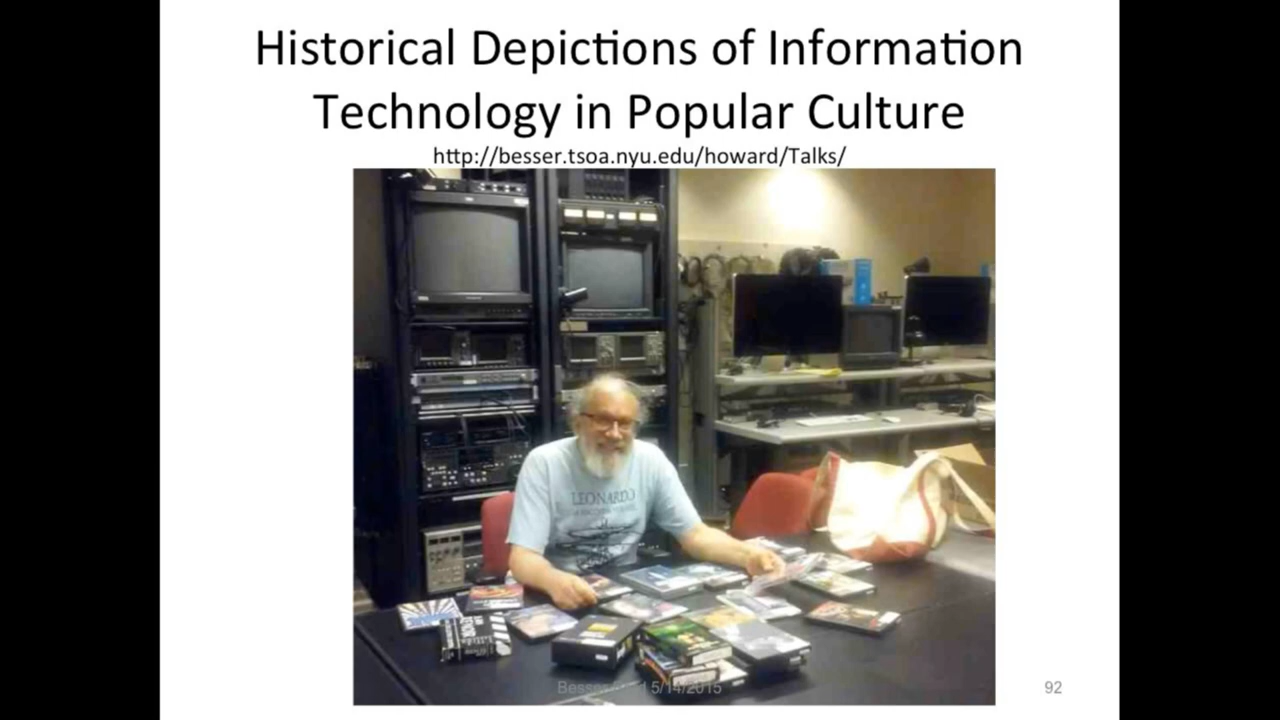 Historical Depictions of Information
Technology in Popular Culture
http://besser.tsoa.nyu.edu/howard/Talks/
LEONARDO
5/14/2015
92